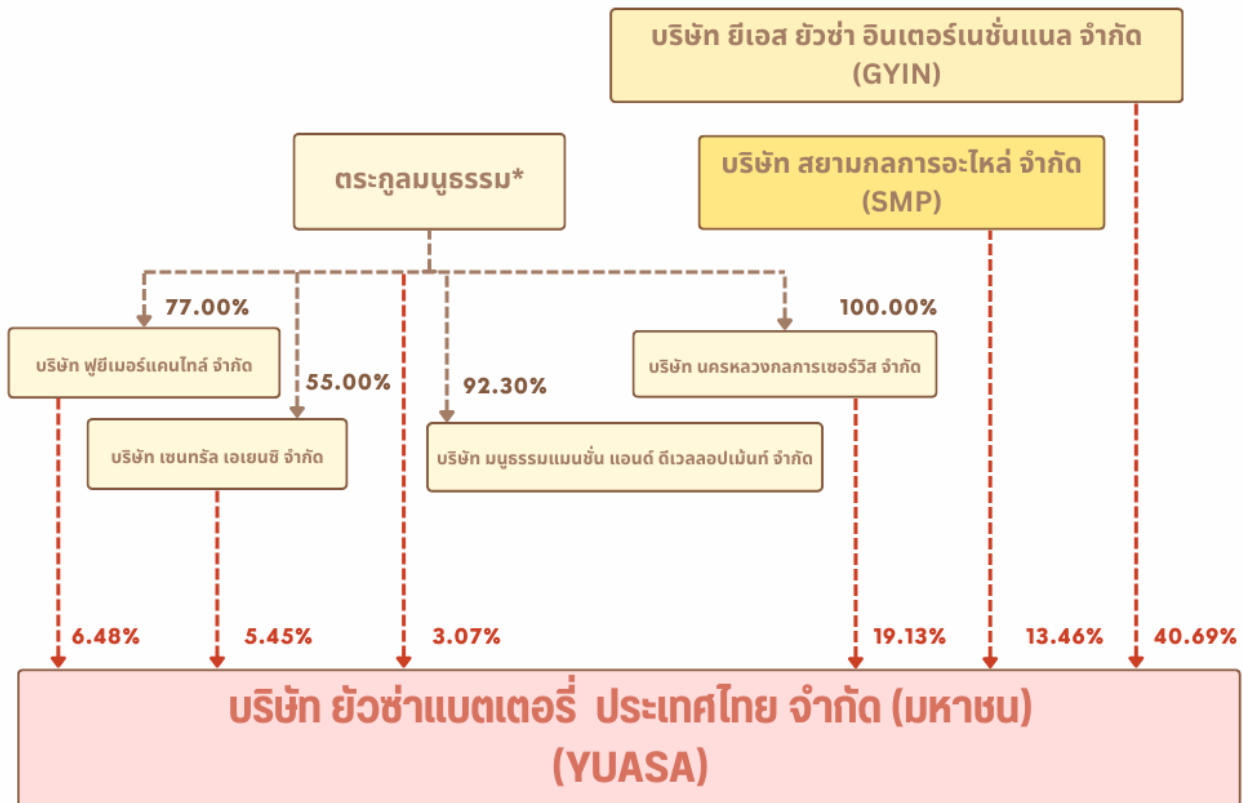 บริษัท ยีเอส ยัวซ่า อินเตอร์เนชั่นแนล จำกัด
(GYIN)
ตระกูลมนูธรรม*
บริษัท สยามกลการอะไหล่ จำกัด
(SMP)
77.00%
100.00%
บริษัท ฟูยีเมอร์แคนไทล์ จำกัด
บริษัท นครหลวงกลการเซอร์วิส จำกัด
55.00%
92.30%
บริษัท เซนทรัล เอเยนซิ จำกัด
บริษัท มนูธรรมแมนชั่น แอนด์ ดีเวลลอปเม้นท์ จำกัด
6.48%
5.45%
3.07%
19.13%
13.46%
40.69%
บริษัท ยัวซ่าแบตเตอรี่ ประเทศไทย จำกัด (มหาชน)
(YUASA)